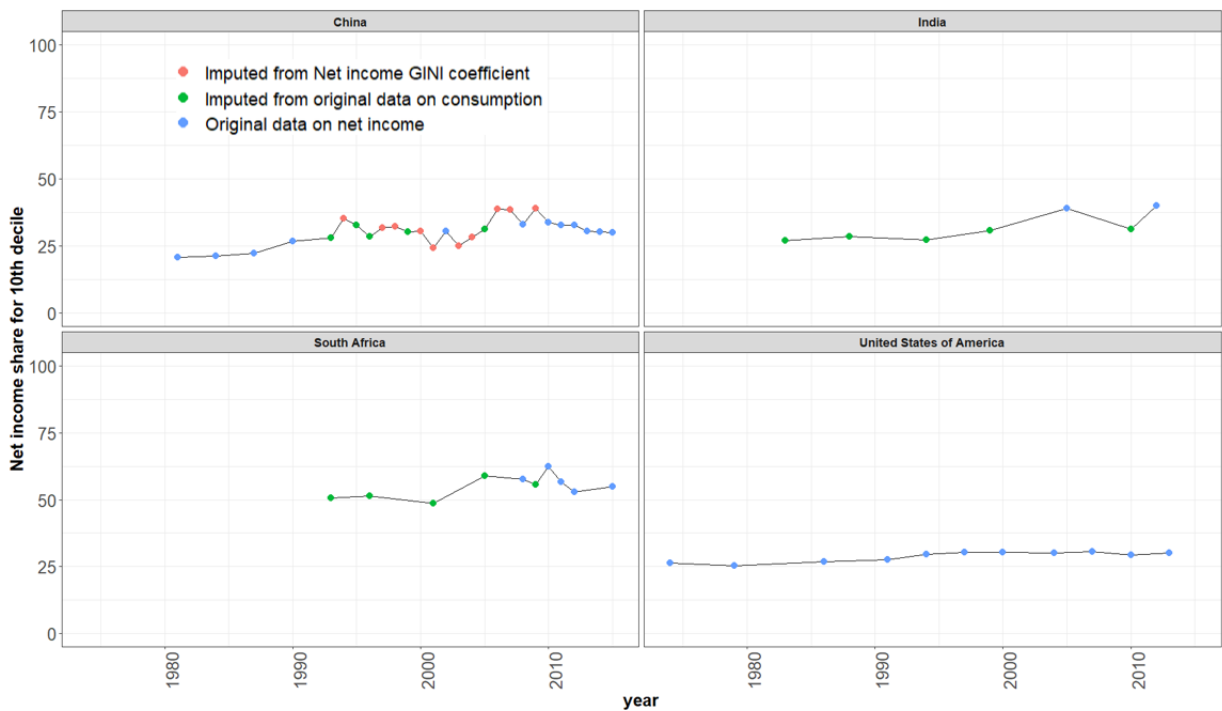 China
India
100
75
50
25
0
Imputed from Net income GINI coefficient
Imputed from original data on consumption
Original data on net income
South Africa
United States of America
100
75
50
25
0
Net income share for 10th decile
1980
1990
2000
2010
1980
1990
2000
2010
year